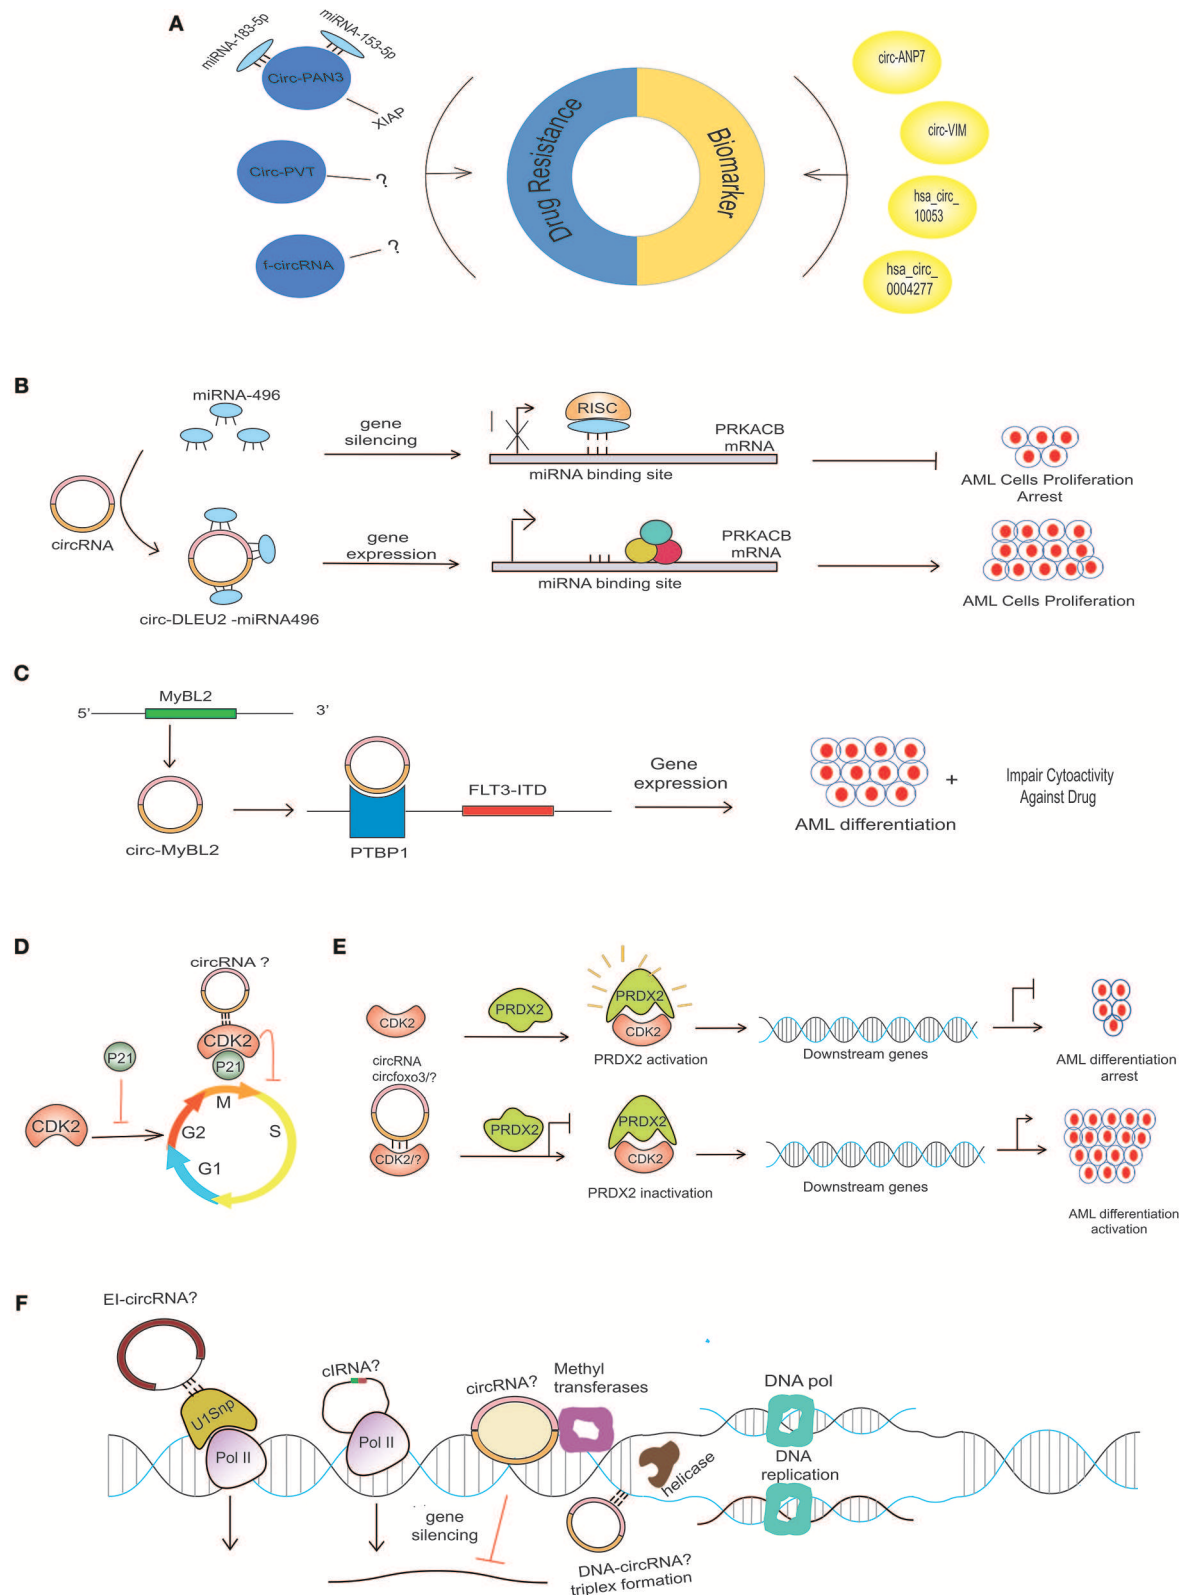 A
miRNA-183-5p
miRNA-153-5p
Circ-PAN3
XIAP
Circ-PVT
?
f-circRNA
?
Drug Resistance
Biomarker
circ-ANP7
circ-VIM
hsa_circ_
10053
hsa_circ_
0004277
B
miRNA-496
circRNA
circ-DLEU2 -miRNA496
gene
silencing
RISC
PRKACB
mRNA
miRNA binding site
AML Cells Proliferation
Arrest
gene
expression
PRKACB
mRNA
miRNA binding site
AML Cells Proliferation
C
MyBL2
5’
3’
circ-MyBL2
PTBP1
FLT3-ITD
Gene
expression
AML differentiation
+
Impair Cytoactivity
Against Drug
D
circRNA ?
CDK2
P21
P21
CDK2
M
G2
S
G1
E
CDK2
PRDX2
PRDX2
CDK2
PRDX2 activation
Downstream genes
AML differentiation
arrest
circRNA
circfoxo3/?
CDK2/?
PRDX2
PRDX2
CDK2
PRDX2 inactivation
Downstream genes
AML differentiation
activation
F
EI-circRNA?
U1Snp
Pol II
cIRNA?
Pol II
circRNA?
Methyl
transferases
gene
silencing
helicase
DNA-circRNA?
triplex formation
DNA pol
DNA
replication